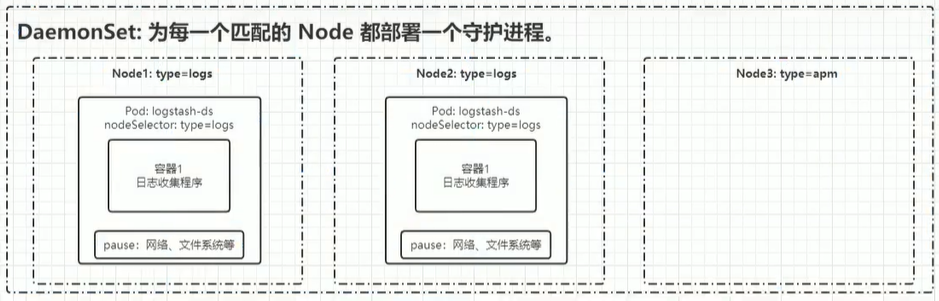 DaemonSet: 为每一个匹配的 Node 都部署一个守护进程。
Node1: type=logs
Pod: logstash-ds
nodeSelector: type=logs
容器1
日志收集程序
pause：网络、文件系统等
Node2: type=logs
Pod: logstash-ds
nodeSelector: type=logs
容器1
日志收集程序
pause：网络、文件系统等
Node3: type=apm